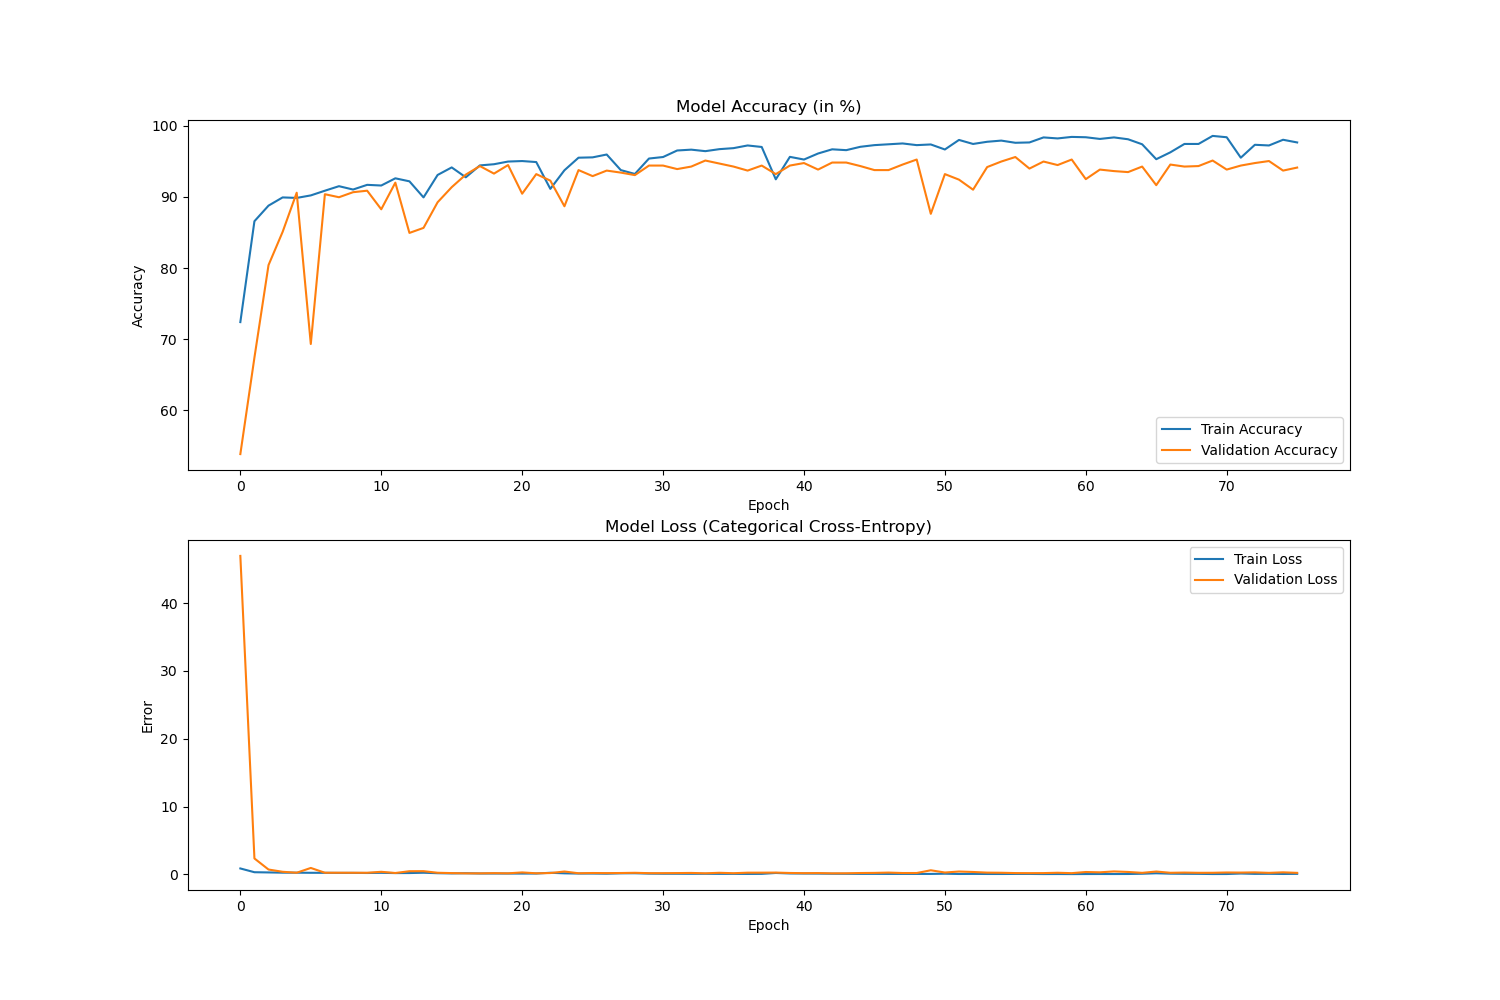 Model Accuracy (in %)
100
90
80
70
60
Accuracy
Train Accuracy
Validation Accuracy
0 10 20 30 40 50 60 70
Epoch
Model Loss (Categorical Cross-Entropy)
Train Loss
Validation Loss
40
30
20
10
0
Error
0 10 20 30 40 50 60 70
Epoch